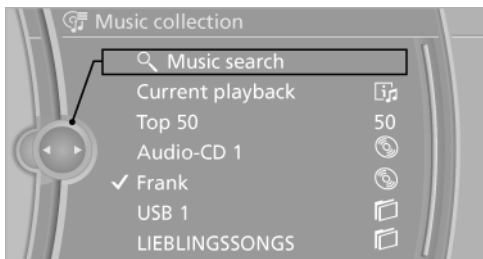 Music collection
Music search
Current playback
Top 50 50
Audio-CD 1
Frank
USB 1
LIEBLINGSSONGS